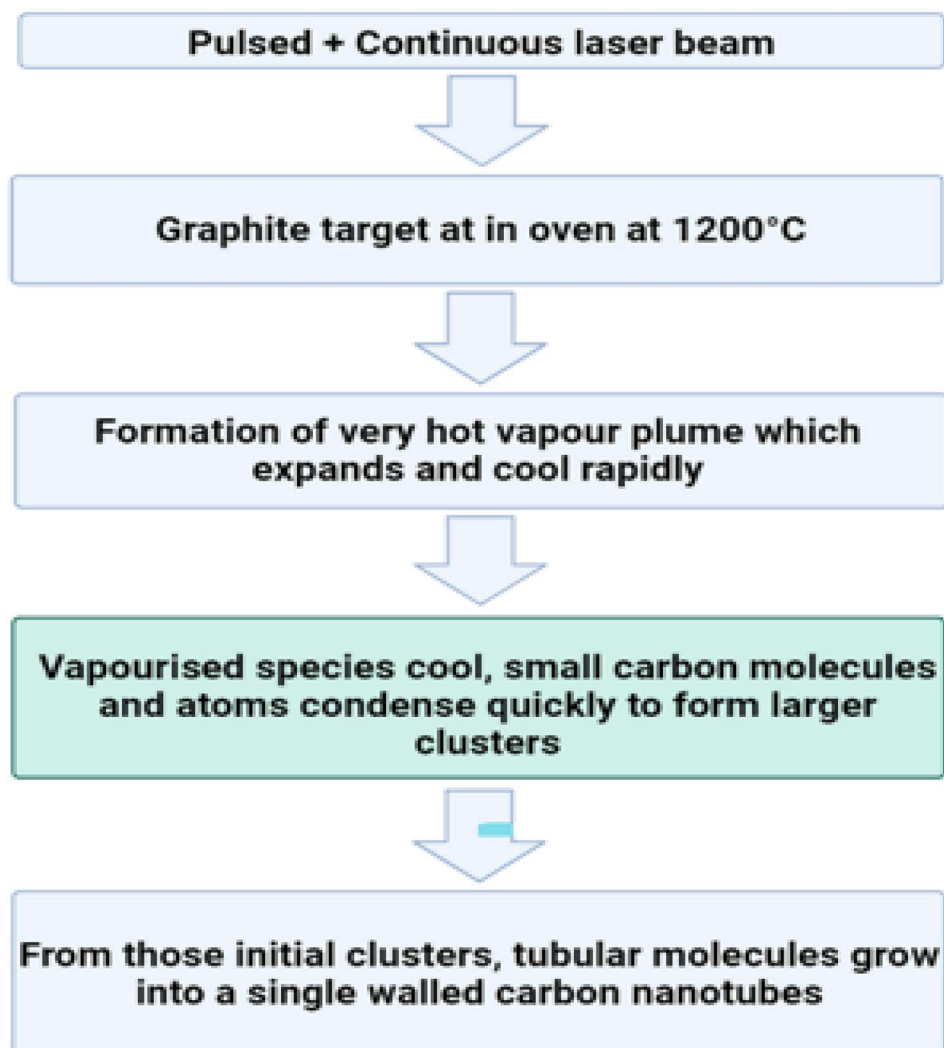 Pulsed + Continuous laser beam
Graphite target at in oven at 1200°C
Formation of very hot vapour plume which
expands and cool rapidly
Vapourised species cool, small carbon molecules
and atoms condense quickly to form larger
clusters
From those initial clusters, tubular molecules grow
into a single walled carbon nanotubes